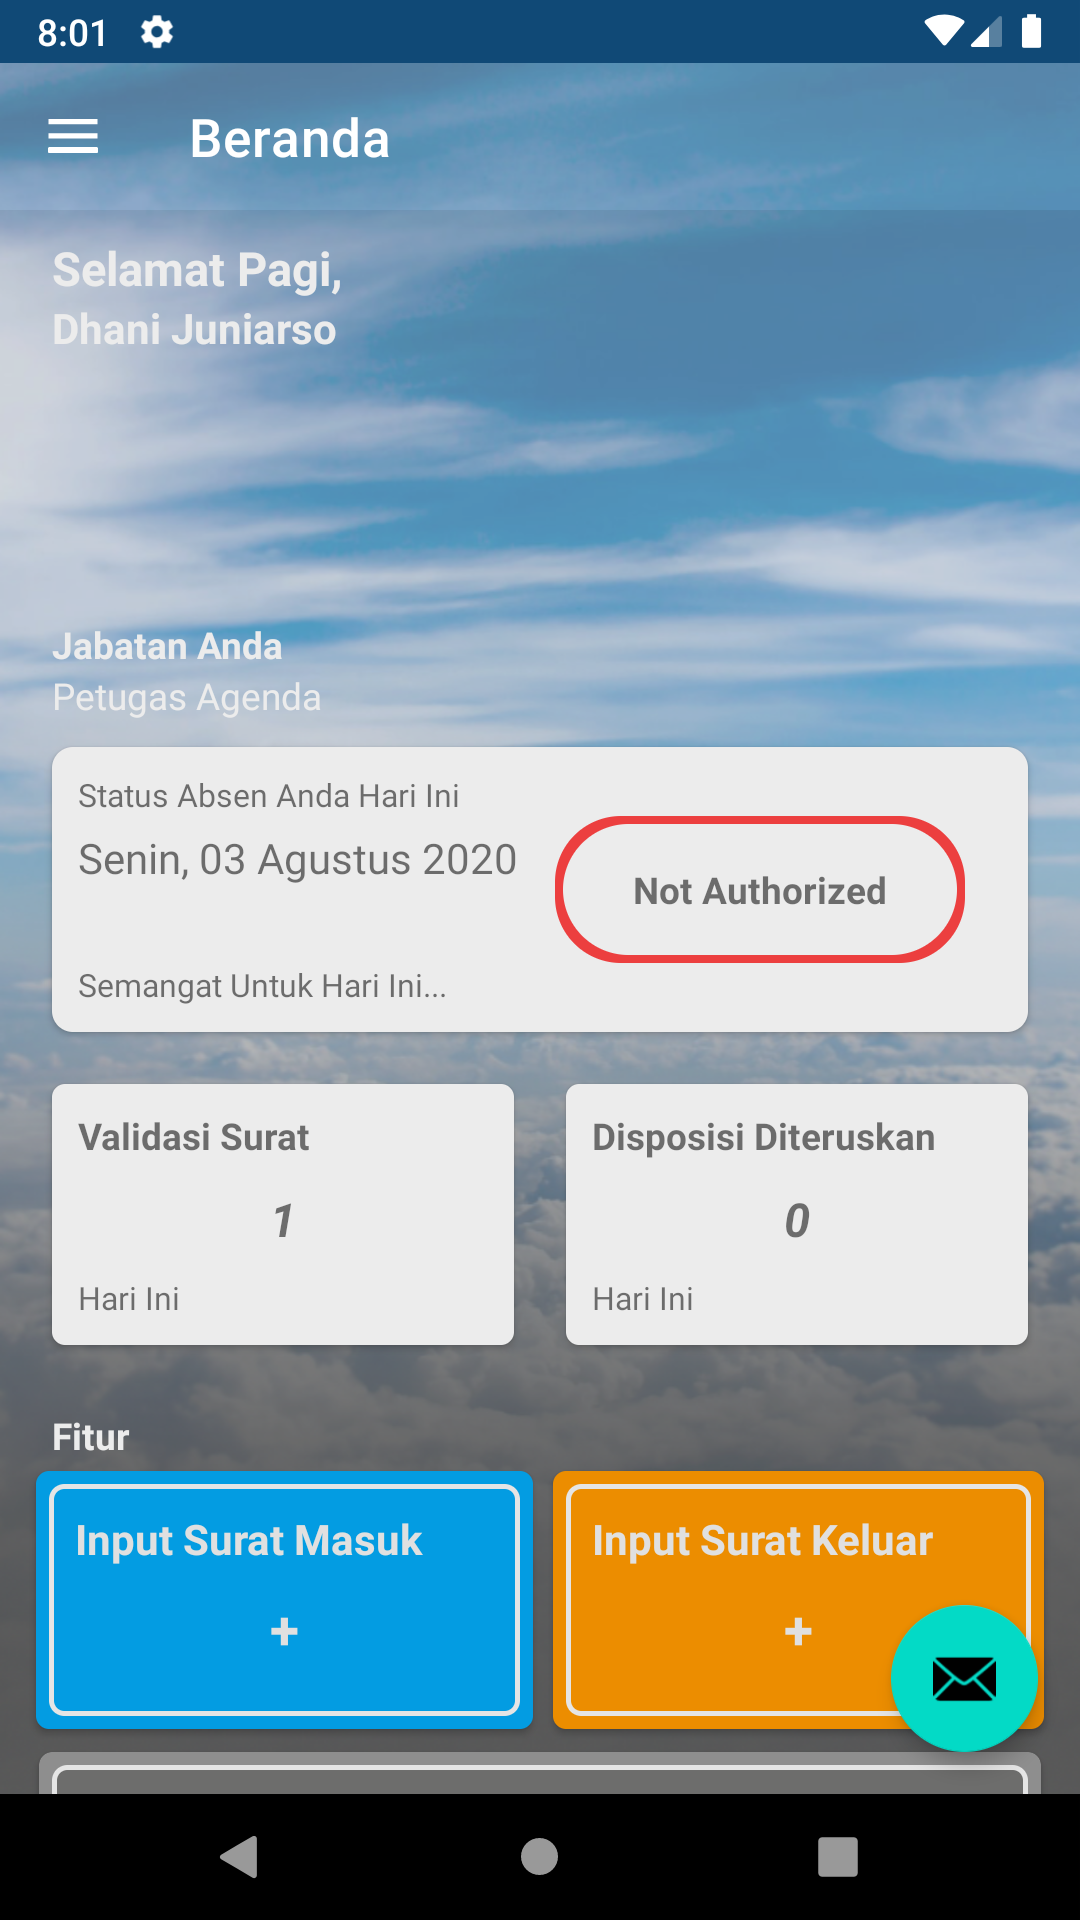 8:01
Beranda
Selamat Pagi,
Dhani Juniarso
Jabatan Anda
Petugas Agenda
Status Absen Anda Hari Ini
Senin, 03 Agustus 2020
Not Authorized
Semangat Untuk Hari Ini...
Validasi Surat
1
Hari Ini
Disposisi Diteruskan
0
Hari Ini
Fitur
Input Surat Masuk
+
Input Surat Keluar
+